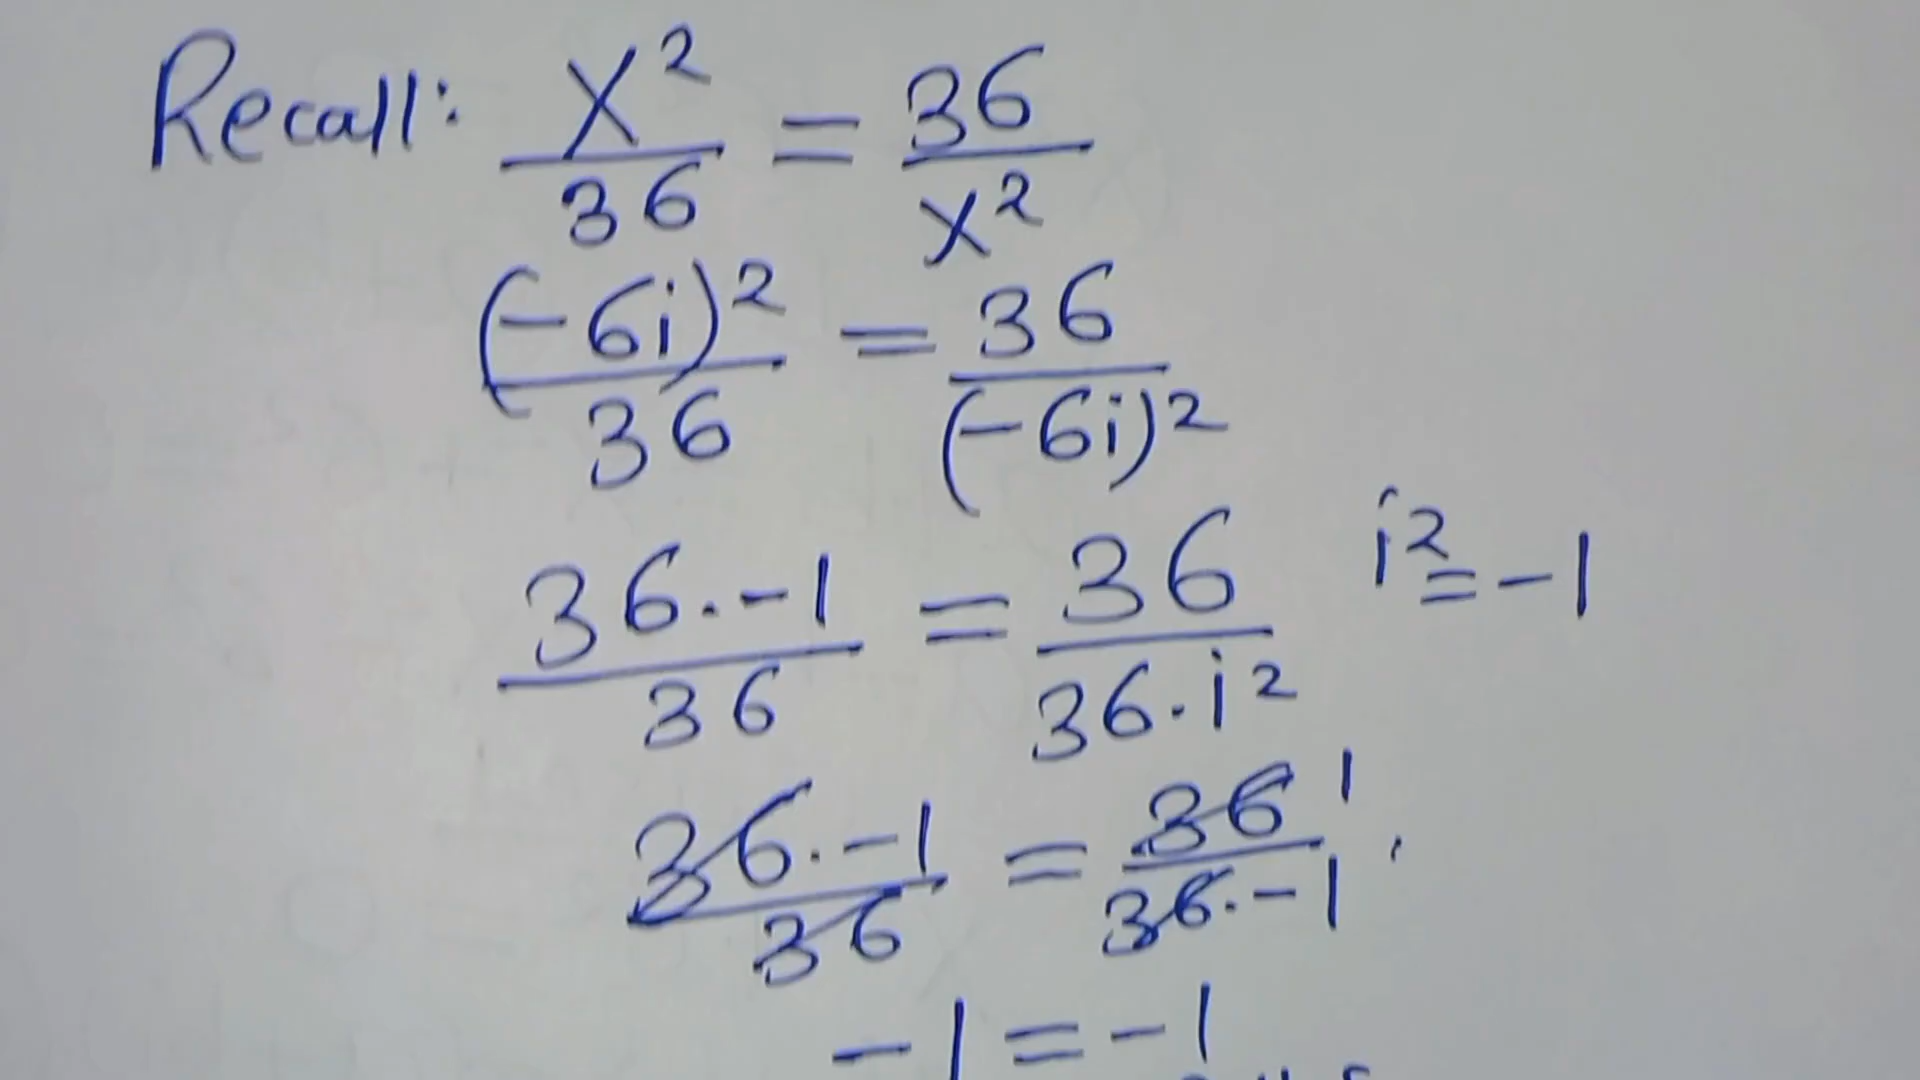 Recall: x²/36 = 36/x²
(-6i)²/36 = 36/(-6i)²
36.-1/36 = 36/36.i² i² = -1
36.-1/36 = 36 1/36.-1
-1 = -1